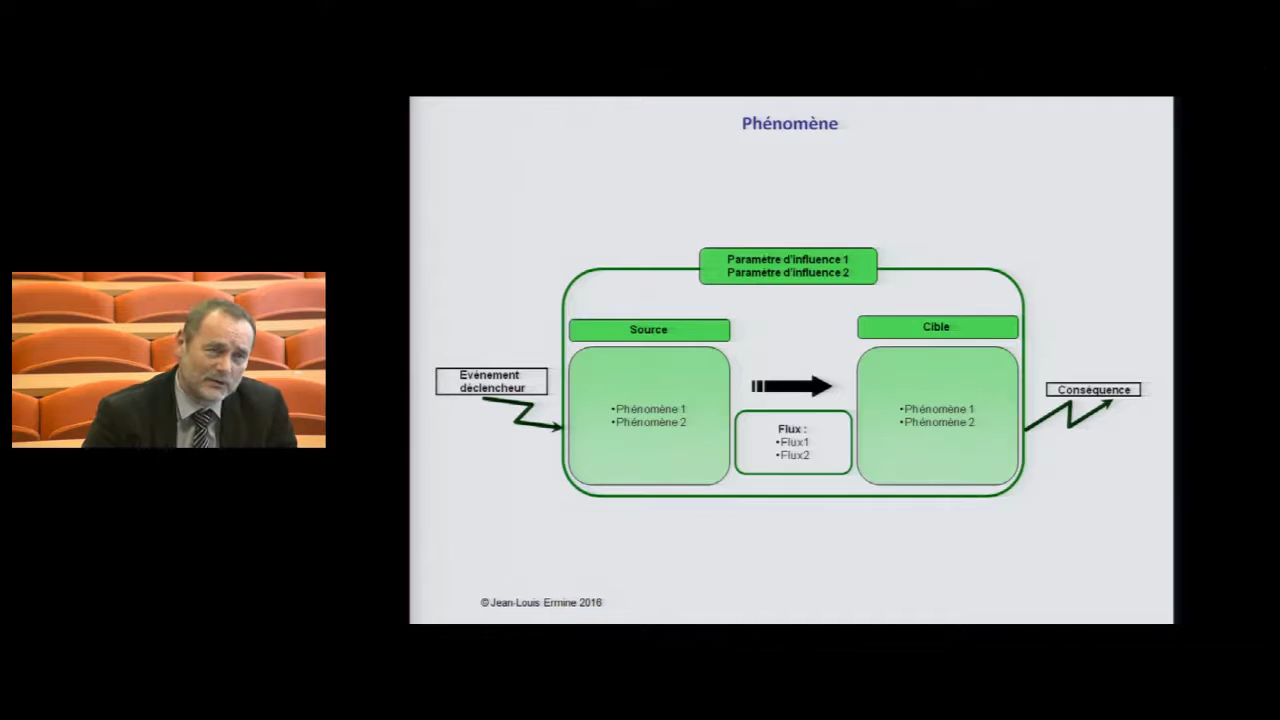 Phénomène
Paramètre d'influence 1
Paramètre d'influence 2
Source
Cible
Evénement
déclencheur
•Phénomène 1
•Phénomène 2
Flux :
•Flux1
•Flux2
•Phénomène 1
•Phénomène 2
Conséquence
© Jean-Louis Ermine 2016